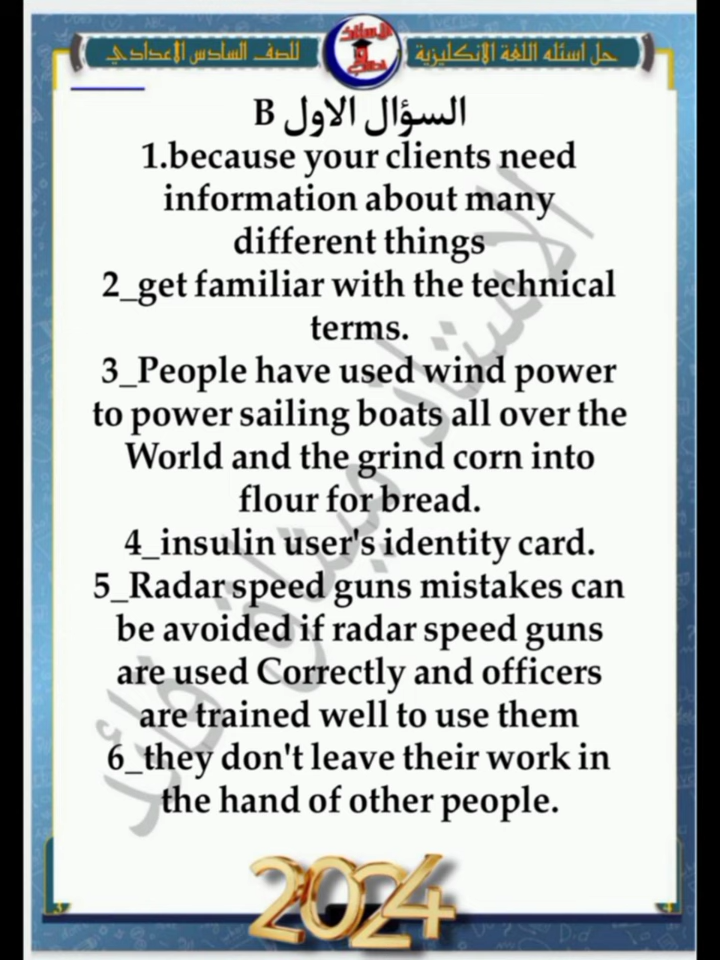 حل اسئله اللغة الانكليزية
للصف السادس الاعدادي
السؤال الاول B
1.because your clients need
information about many
different things
2_get familiar with the technical
terms.
3_People have used wind power
to power sailing boats all over the
World and the grind corn into
flour for bread.
4_insulin user's identity card.
5_Radar speed guns mistakes can
be avoided if radar speed guns
are used Correctly and officers
are trained well to use them
6_they don't leave their work in
the hand of other people.
2024